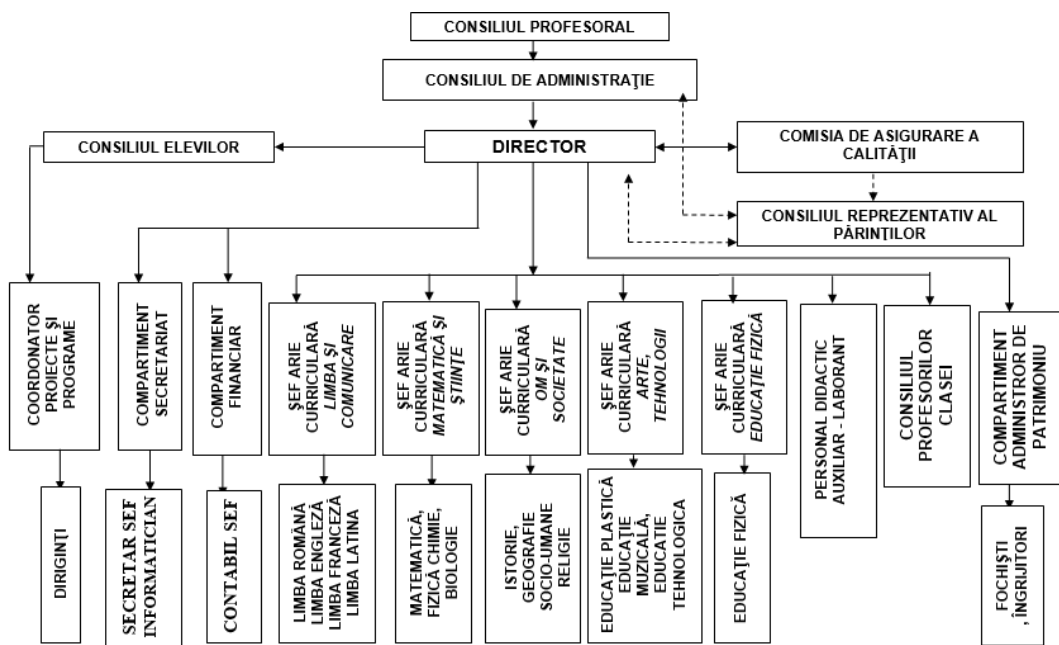 CONSILIUL PROFESORAL
CONSILIUL DE ADMINISTRAŢIE
CONSILIUL ELEVILOR
DIRECTOR
COMISIA DE ASIGURARE A
CALITĂŢII
CONSILIUL REPREZENTATIV AL
PĂRINŢILOR
COORDONATOR
PROIECTE ŞI
PROGRAME
COMPARTIMENT
SECRETARIAT
COMPARTIMENT
FINANCIAR
ŞEF ARIE
CURRICULARĂ
LIMBA ŞI
COMUNICARE
ŞEF ARIE
CURRICULARĂ
MATEMATICĂ ŞI
ŞTIINŢE
ŞEF ARIE
CURRICULARĂ
OM ŞI
SOCIETATE
ŞEF ARIE
CURRICULARĂ
ARTE,
TEHNOLOGII
ŞEF ARIE
CURRICULARĂ
EDUCAŢIE FIZICĂ
PERSONAL DIDACTIC
AUXILIAR - LABORANT
CONSILIUL
PROFESORILOR
CLASEI
COMPARTIMENT
ADMINISTROR DE
PATRIMONIU
DIRIGINŢI
SECRETAR SEF
INFORMATICIAN
CONTABIL SEF
LIMBA ROMÂNĂ
LIMBA ENGLEZĂ
LIMBA FRANCEZĂ
LIMBA LATINA
MATEMATICĂ,
FIZICĂ CHIMIE,
BIOLOGIE
ISTORIE,
GEOGRAFIE
SOCIO-UMANE
RELIGIE
EDUCAŢIE PLASTICĂ
EDUCAŢIE
MUZICALĂ,
EDUCATIE
TEHNOLOGICA
EDUCAŢIE FIZICĂ
FOCHIŞTI
, ÎNGRIJITORI